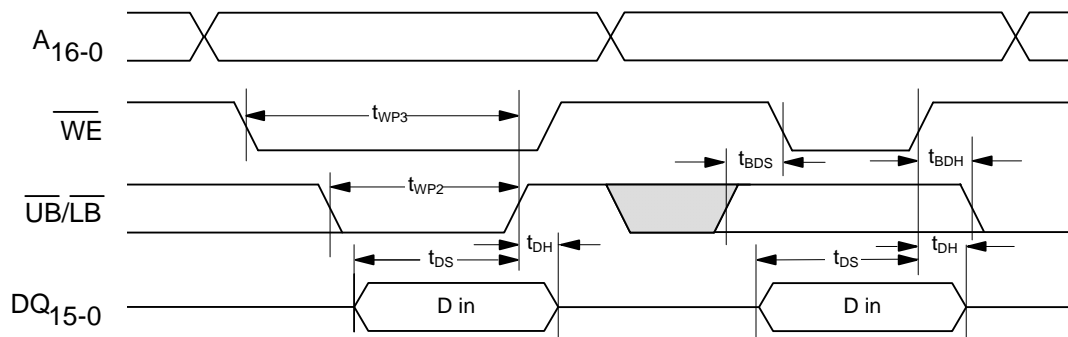 A16-0
WE
tWP3
tBDS
tBDH
UB/LB
tWP2
tDH
tDS
tDS
tDH
DQ15-0
D in
D in